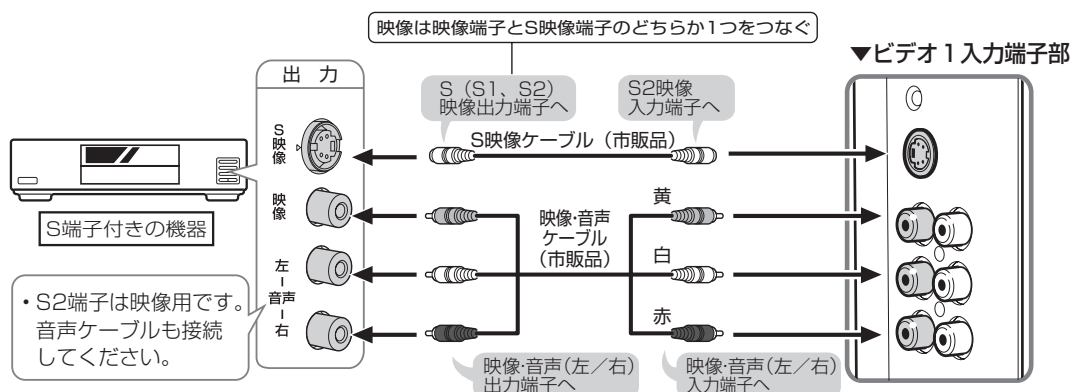 映像は映像端子とS映像端子のどちらか1つをつなぐ
▼ビデオ1入力端子部
出 力
S(S1、S2)
映像出力端子へ
S2映像
入力端子へ
S映像
S映像ケーブル(市販品)
映像
黄
映像・音声
ケーブル
(市販品)
S端子付きの機器
白
左-音声-右
・S2端子は映像用です。
音声ケーブルも接続
してください。
赤
映像・音声(左/右)
出力端子へ
映像・音声(左/右)
入力端子へ